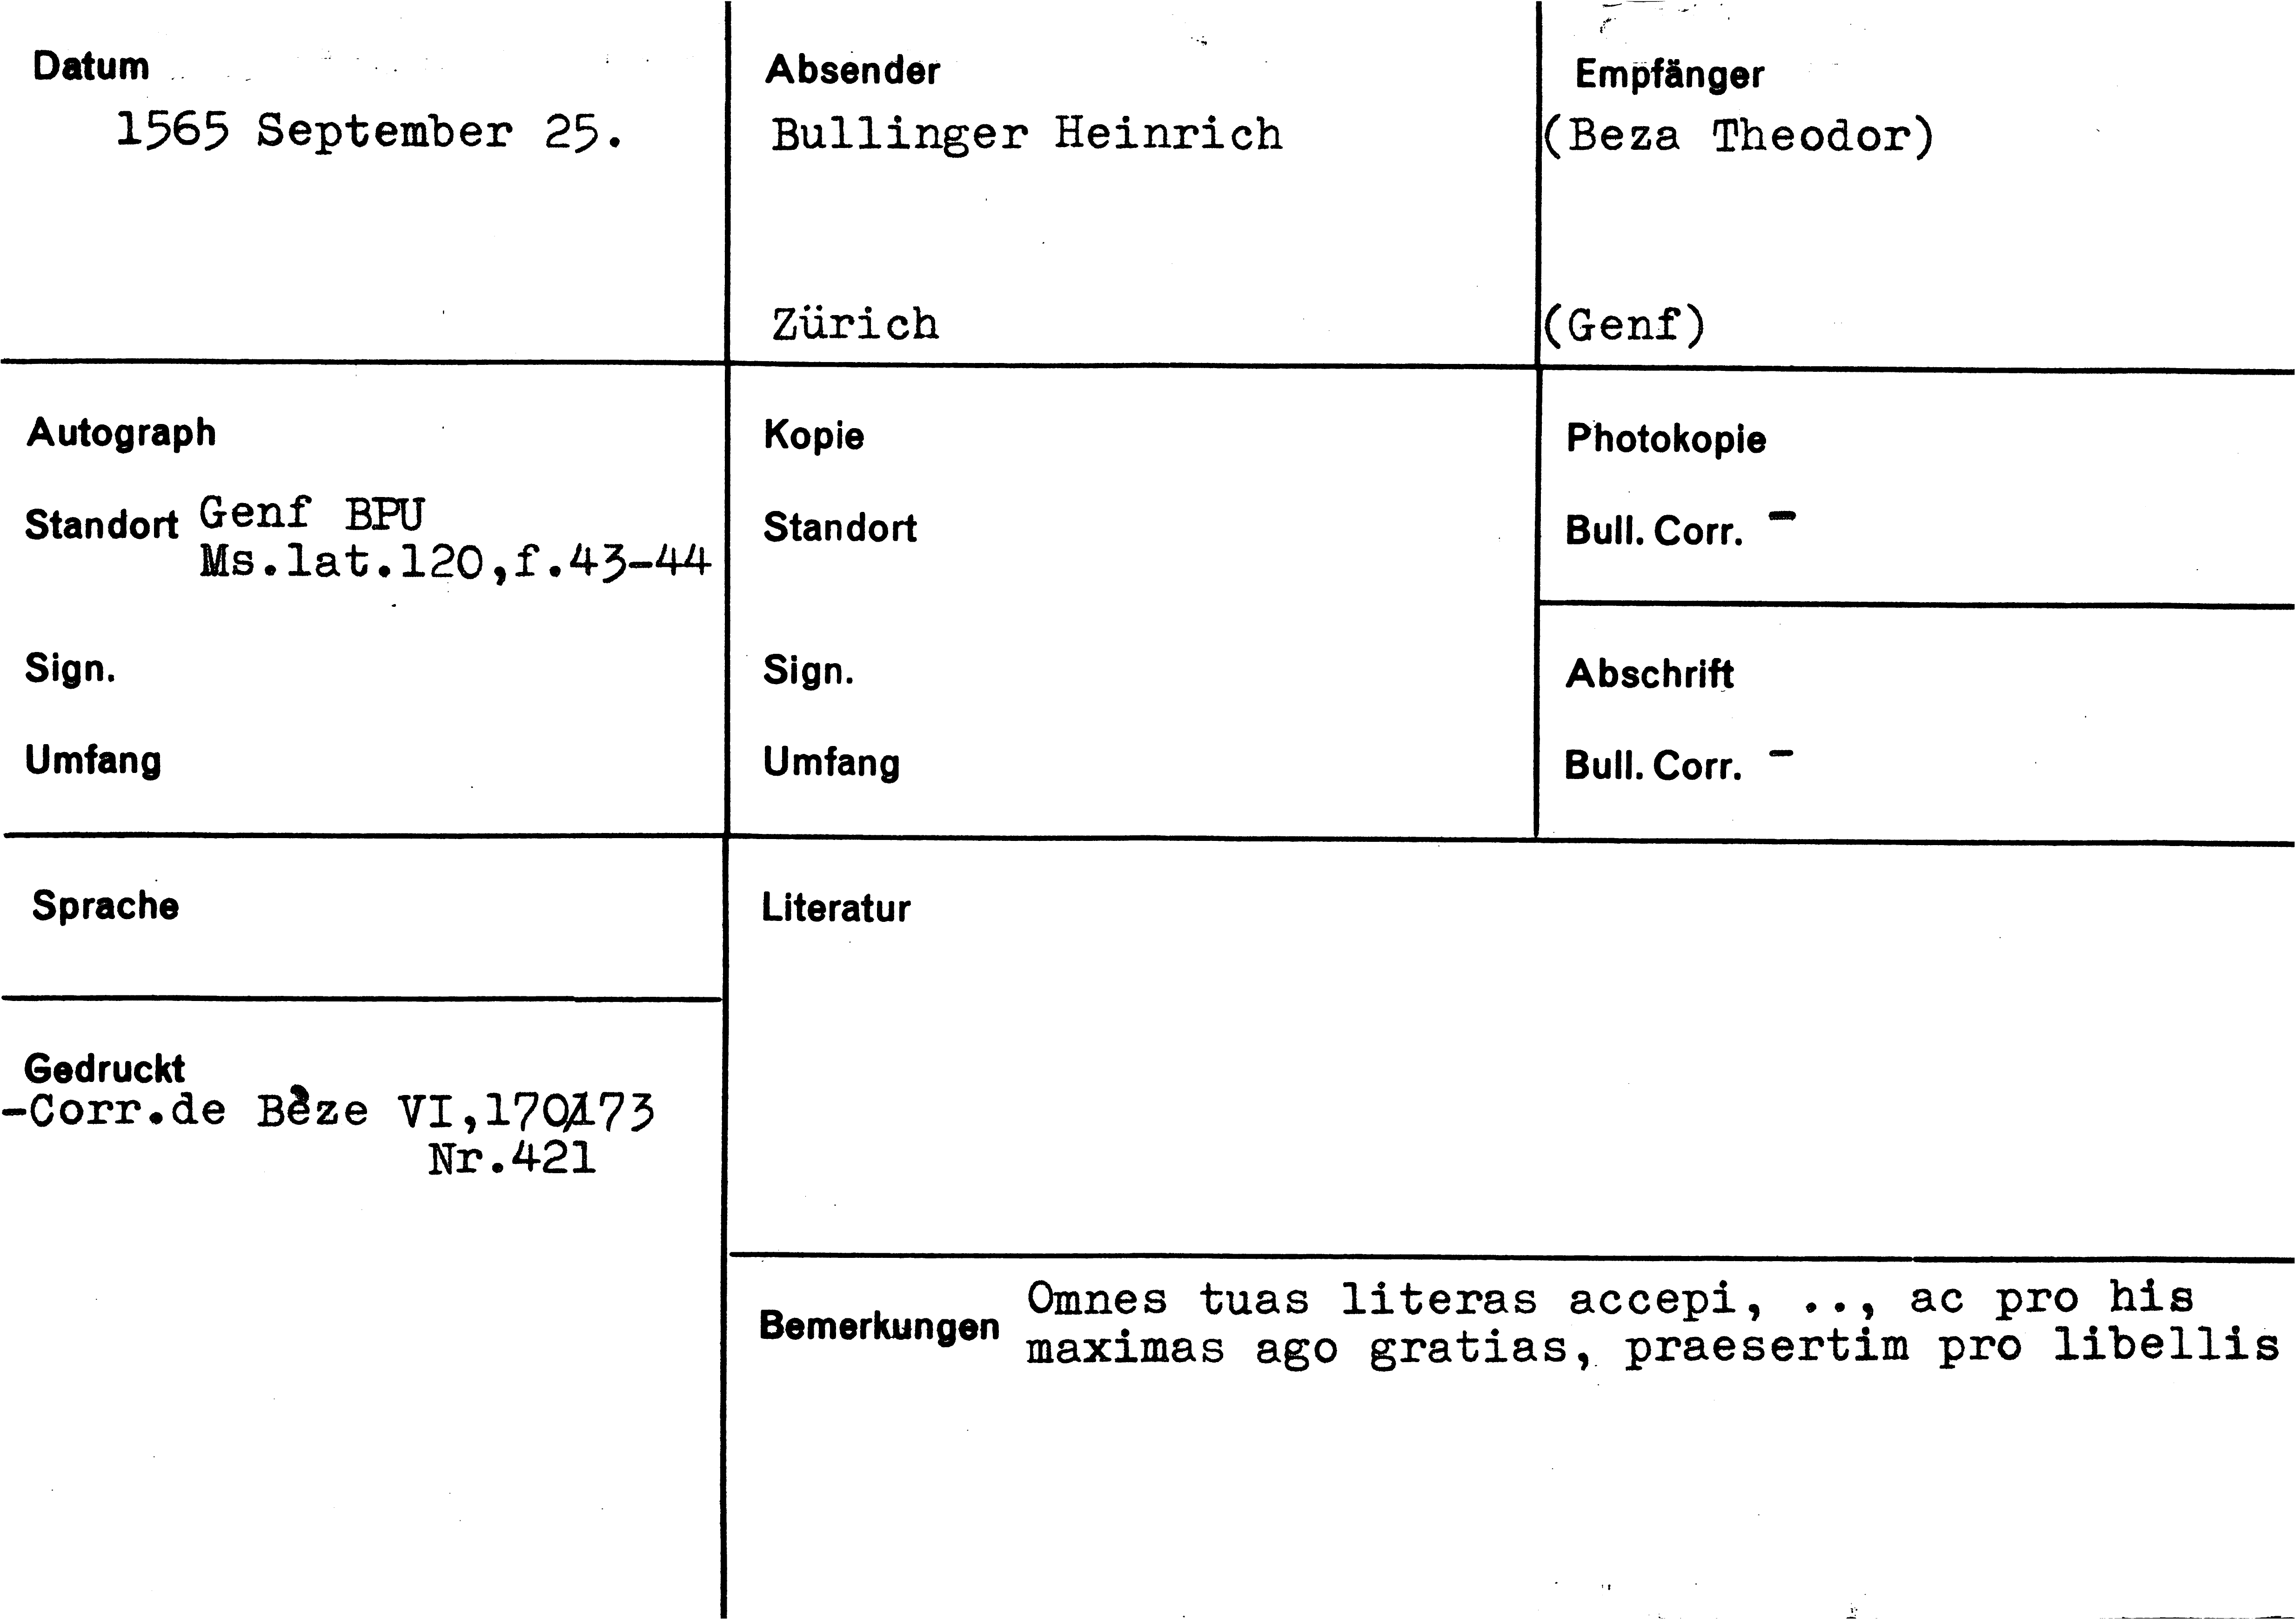 Datum
1565 September 25.
Absender
Bullinger Heinrich
Zürich
Empfänger
(Beza Theodor)
(Genf)
Autograph
Standort Genf BPU
Ms.lat.120,f.43-44
Sign.
Umfang
Kopie
Standort
Sign.
Umfang
Photokopie
Bull. Corr. -
Abschrift
Bull. Corr. -
Sprache
Gedruckt
-Corr.de Bèze VI,170/173
Nr.421
Literatur
Bemerkungen Omnes tuas literas accepi, .., ac pro his
maximas ago gratias, praesertim pro libellis